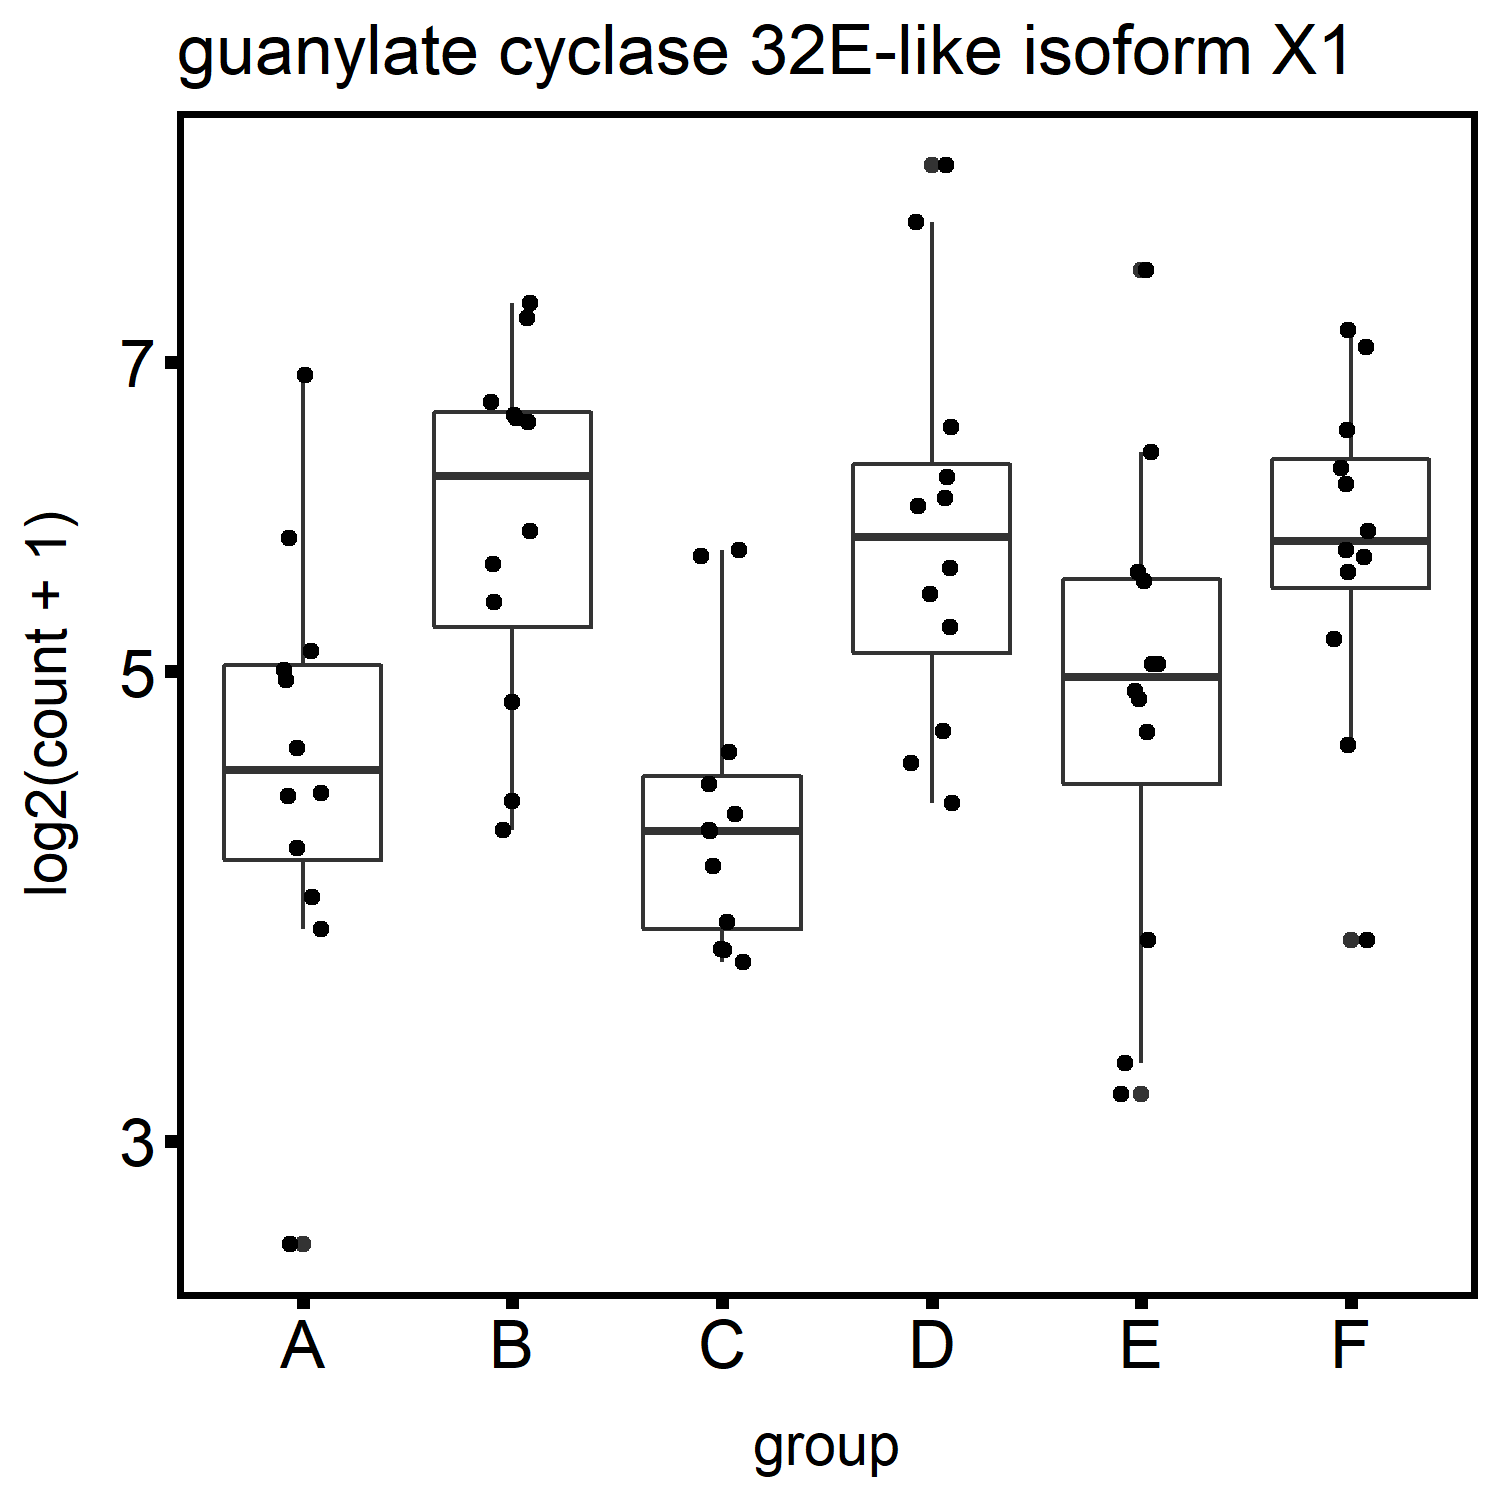 guanylate cyclase 32E-like isoform X1
log2(count + 1)
7
5
3
A B C D E F
group